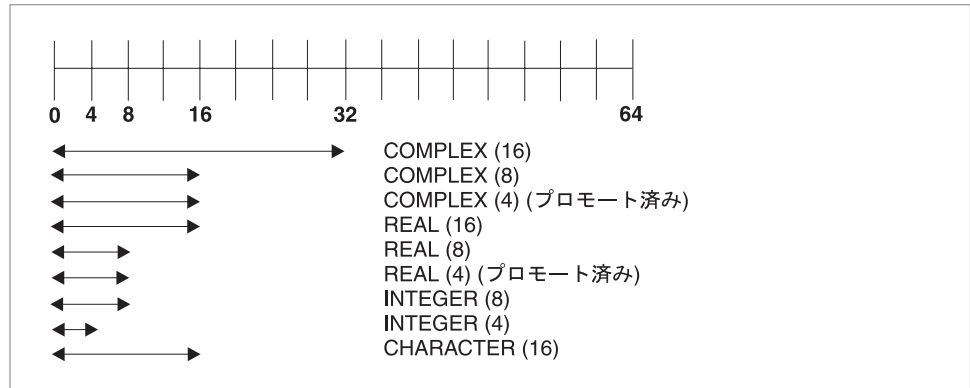 0 4 8 16 32 64
COMPLEX (16)
COMPLEX (8)
COMPLEX (4) (プロモート済み)
REAL (16)
REAL (8)
REAL (4) (プロモート済み)
INTEGER (8)
INTEGER (4)
CHARACTER (16)